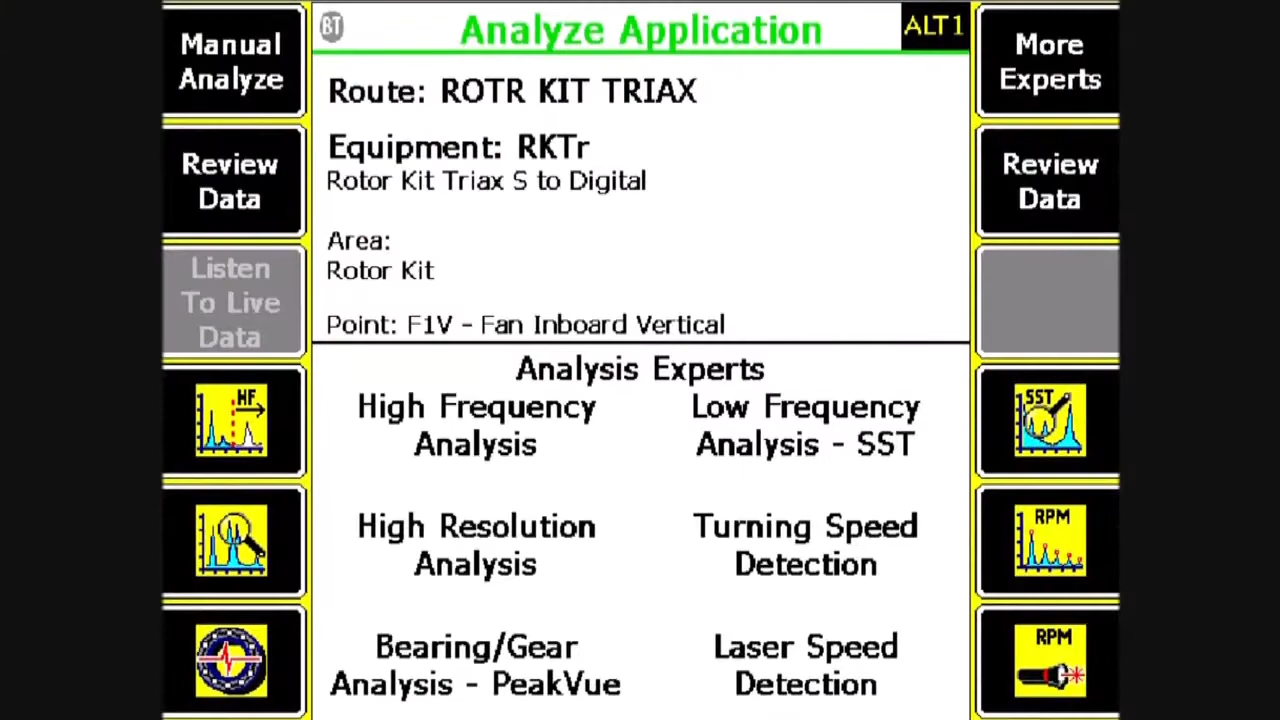 Manual
Analyze
BT
Analyze Application
ALT1
More
Experts
Route: ROTR KIT TRIAX
Review
Data
Equipment: RKTr
Rotor Kit Triax S to Digital
Review
Data
Area:
Rotor Kit
Listen
To Live
Data
Point: F1V - Fan Inboard Vertical
Analysis Experts
HF
High Frequency
Analysis
Low Frequency
Analysis - SST
SST
High Resolution
Analysis
Turning Speed
Detection
RPM
Bearing/Gear
Analysis - PeakVue
Laser Speed
Detection
RPM